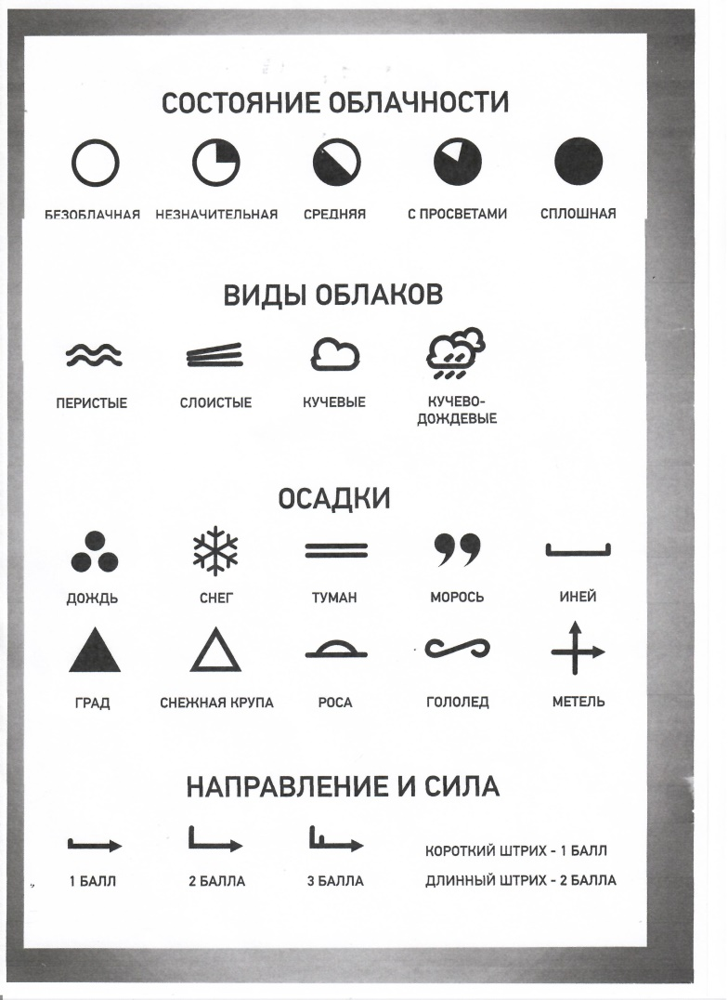 СОСТОЯНИЕ ОБЛАЧНОСТИ
БЕЗОБЛАЧНАЯ НЕЗНАЧИТЕЛЬНАЯ СРЕДНЯЯ С ПРОСВЕТАМИ СПЛОШНАЯ
ВИДЫ ОБЛАКОВ
ПЕРИСТЫЕ СЛОИСТЫЕ КУЧЕВЫЕ КУЧЕВО-
ДОЖДЕВЫЕ
ОСАДКИ
ДОЖДЬ СНЕГ ТУМАН МОРОСЬ ИНЕЙ
ГРАД СНЕЖНАЯ КРУПА РОСА ГОЛОЛЕД МЕТЕЛЬ
НАПРАВЛЕНИЕ И СИЛА
КОРОТКИЙ ШТРИХ - 1 БАЛЛ
1 БАЛЛ 2 БАЛЛА 3 БАЛЛА ДЛИННЫЙ ШТРИХ - 2 БАЛЛА